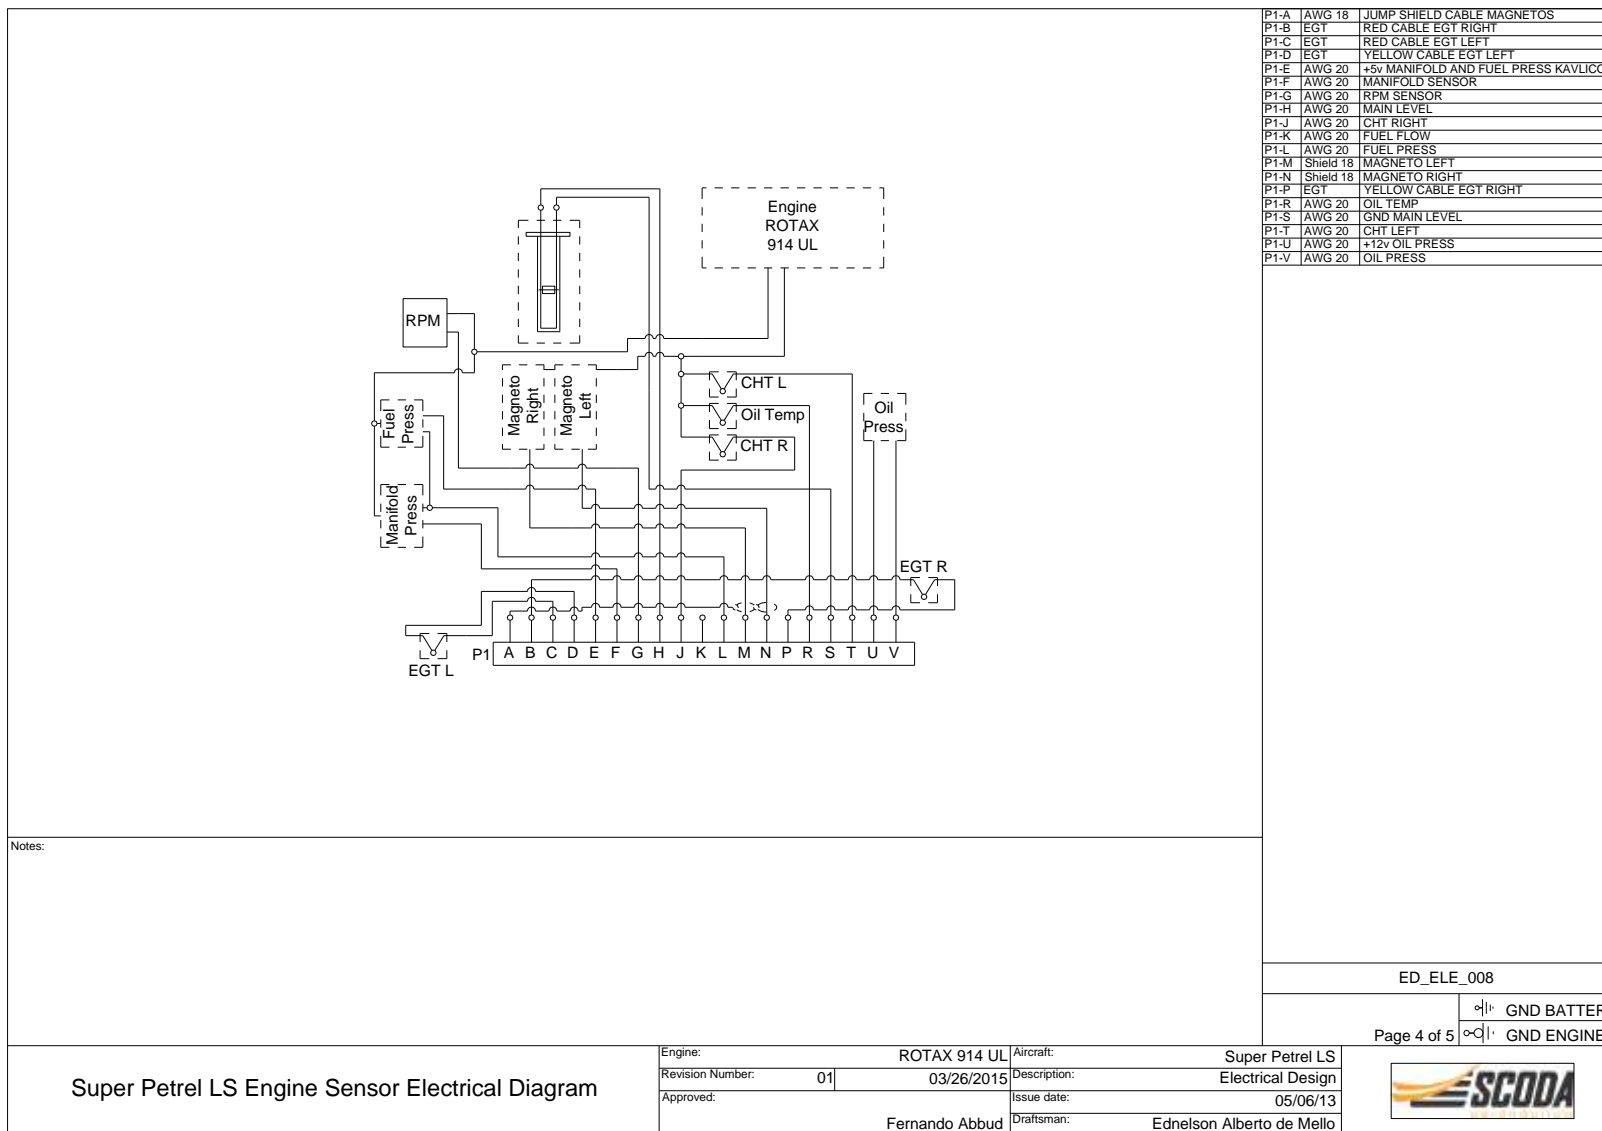 P1-A AWG 18 JUMP SHIELD CABLE MAGNETOS
P1-B EGT RED CABLE EGT RIGHT
P1-C EGT RED CABLE EGT LEFT
P1-D EGT YELLOW CABLE EGT LEFT
P1-E AWG 20 +5v MANIFOLD AND FUEL PRESS KAVLICO
P1-F AWG 20 MANIFOLD SENSOR
P1-G AWG 20 RPM SENSOR
P1-H AWG 20 MAIN LEVEL
P1-J AWG 20 CHT RIGHT
P1-K AWG 20 FUEL FLOW
P1-L AWG 20 FUEL PRESS
P1-M Shield 18 MAGNETO LEFT
P1-N Shield 18 MAGNETO RIGHT
P1-P EGT YELLOW CABLE EGT RIGHT
P1-R AWG 20 OIL TEMP
P1-S AWG 20 GND MAIN LEVEL
P1-T AWG 20 CHT LEFT
P1-U AWG 20 +12v OIL PRESS
P1-V AWG 20 OIL PRESS
Engine
ROTAX
914 UL
RPM
Magneto
Right
Magneto
Left
CHT L
Oil Temp
CHT R
Oil
Press
Fuel
Press
Manifold
Press
EGT R
EGT L
P1 A B C D E F G H J K L M N P R S T U V
Notes:
ED_ELE_008
GND BATTER
Page 4 of 5 GND ENGINE
Super Petrel LS Engine Sensor Electrical Diagram
Engine: ROTAX 914 UL Aircraft: Super Petrel LS
Revision Number: 01 03/26/2015 Description: Electrical Design
Approved: Fernando Abbud Issue date: 05/06/13
Draftsman: Ednelson Alberto de Mello
SCODA